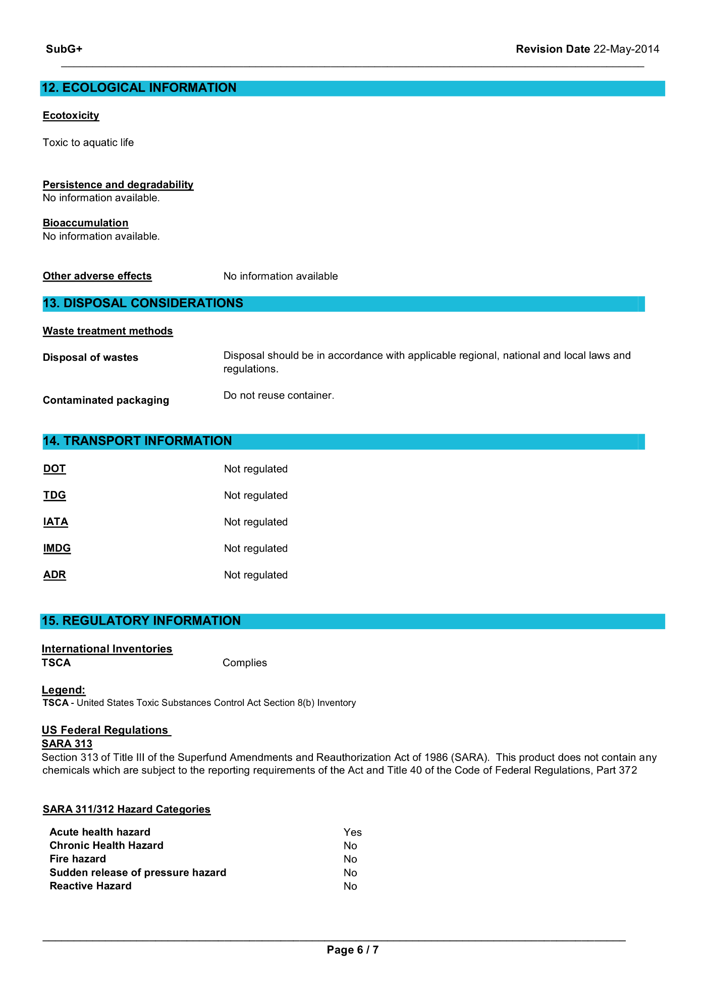 SubG+ Revision Date 22-May-2014
12. ECOLOGICAL INFORMATION
Ecotoxicity
Toxic to aquatic life
Persistence and degradability
No information available.
Bioaccumulation
No information available.
Other adverse effects No information available
13. DISPOSAL CONSIDERATIONS
Waste treatment methods
Disposal of wastes Disposal should be in accordance with applicable regional, national and local laws and
regulations.
Contaminated packaging Do not reuse container.
14. TRANSPORT INFORMATION
DOT Not regulated
TDG Not regulated
IATA Not regulated
IMDG Not regulated
ADR Not regulated
15. REGULATORY INFORMATION
International Inventories
TSCA Complies
Legend:
TSCA - United States Toxic Substances Control Act Section 8(b) Inventory
US Federal Regulations
SARA 313
Section 313 of Title III of the Superfund Amendments and Reauthorization Act of 1986 (SARA). This product does not contain any
chemicals which are subject to the reporting requirements of the Act and Title 40 of the Code of Federal Regulations, Part 372
SARA 311/312 Hazard Categories
Acute health hazard Yes
Chronic Health Hazard No
Fire hazard No
Sudden release of pressure hazard No
Reactive Hazard No
Page 6 / 7